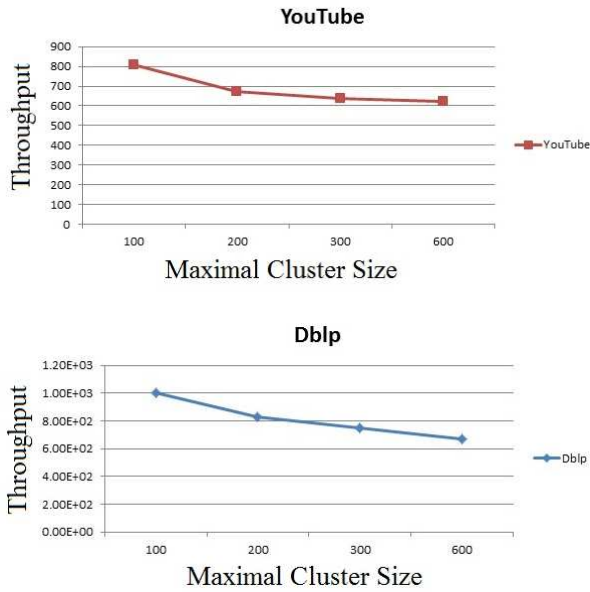 YouTube
900
800
700
600
500
400
300
200
100
0
Throughput
YouTube
100 200 300 600
Maximal Cluster Size
Dblp
1.20E+03
1.00E+03
8.00E+02
6.00E+02
4.00E+02
2.00E+02
0.00E+00
Throughput
Dblp
100 200 300 600
Maximal Cluster Size